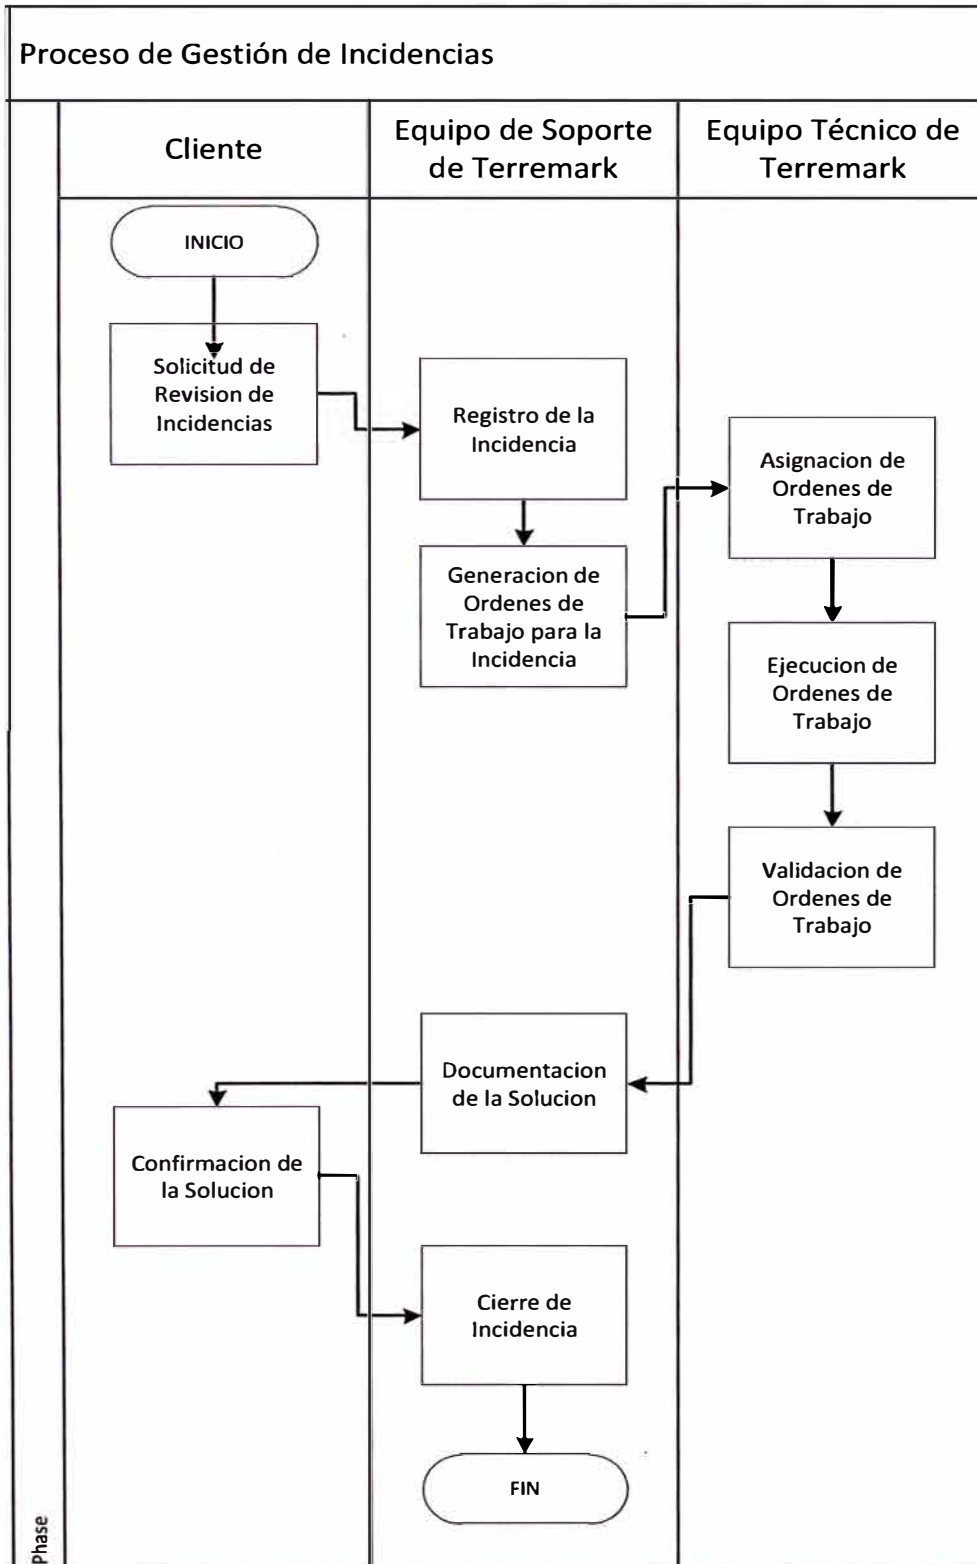 Proceso de Gestión de Incidencias
Cliente
Equipo de Soporte
de Terremark
Equipo Técnico de
Terremark
INICIO
Solicitud de
Revision de
Incidencias
Registro de la
Incidencia
Generacion de
Ordenes de
Trabajo para la
Incidencia
Asignacion de
Ordenes de
Trabajo
Ejecucion de
Ordenes de
Trabajo
Validacion de
Ordenes de
Trabajo
Documentacion
de la Solucion
Confirmacion de
la Solucion
Cierre de
Incidencia
FIN
Phase